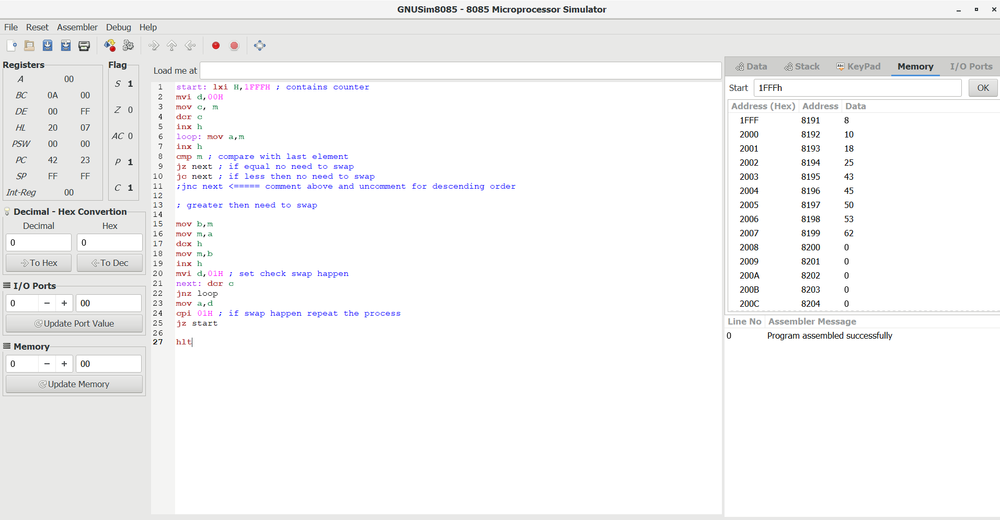 GNUSim8085 - 8085 Microprocessor Simulator
File Reset Assembler Debug Help
Registers
A 00
BC 0A 00
DE 00 FF
HL 20 07
PSW 00 00
PC 42 23
SP FF FF
Int-Reg 00
Flag
S 1
Z 0
AC 0
P 1
C 1
Decimal - Hex Convertion
Decimal Hex
0 0
To Hex To Dec
I/O Ports
0 − + 00
Update Port Value
Memory
0 − + 00
Update Memory
Load me at
1 start: lxi H,1FFFH ; contains counter
2 mvi d,00H
3 mov c, m
4 dcr c
5 inx h
6 loop: mov a,m
7 inx h
8 cmp m ; compare with last element
9 jz next ; if equal no need to swap
10 jc next ; if less then no need to swap
11 ;jnc next <===== comment above and uncomment for descending order
12
13 ; greater then need to swap
14
15 mov b,m
16 mov m,a
17 dcx h
18 mov m,b
19 inx h
20 mvi d,01H ; set check swap happen
21 next: dcr c
22 jnz loop
23 mov a,d
24 cpi 01H ; if swap happen repeat the process
25 jz start
26
27 hlt
Data Stack Abc KeyPad Memory I/O Ports
Start 1FFFh OK
Address (Hex) Address Data
1FFF 8191 8
2000 8192 10
2001 8193 18
2002 8194 25
2003 8195 43
2004 8196 45
2005 8197 50
2006 8198 53
2007 8199 62
2008 8200 0
2009 8201 0
200A 8202 0
200B 8203 0
200C 8204 0
Line No Assembler Message
0 Program assembled successfully